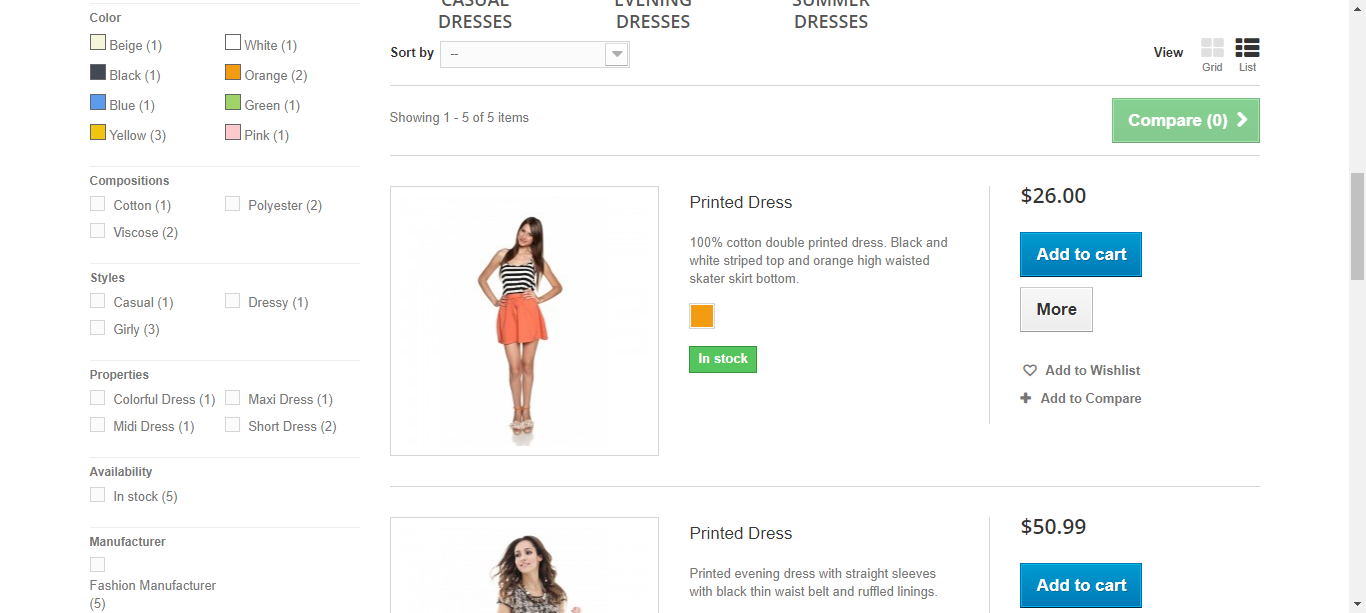 Color
Beige (1)
White (1)
Black (1)
Orange (2)
Blue (1)
Green (1)
Yellow (3)
Pink (1)
Compositions
Cotton (1)
Polyester (2)
Viscose (2)
Styles
Casual (1)
Dressy (1)
Girly (3)
Properties
Colorful Dress (1)
Maxi Dress (1)
Midi Dress (1)
Short Dress (2)
Availability
In stock (5)
Manufacturer
Fashion Manufacturer
(5)
CASUAL
DRESSES
EVENING
DRESSES
SUMMER
DRESSES
Sort by
--
View
Grid
List
Showing 1 - 5 of 5 items
Compare (0)
Printed Dress
100% cotton double printed dress. Black and
white striped top and orange high waisted
skater skirt bottom.
In stock
$26.00
Add to cart
More
Add to Wishlist
Add to Compare
Printed Dress
Printed evening dress with straight sleeves
with black thin waist belt and ruffled linings.
$50.99
Add to cart